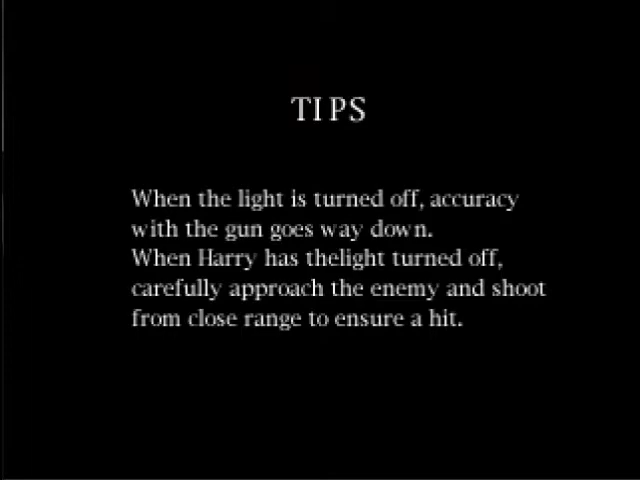 TIPS
When the light is turned off, accuracy
with the gun goes way down.
When Harry has thelight turned off,
carefully approach the enemy and shoot
from close range to ensure a hit.